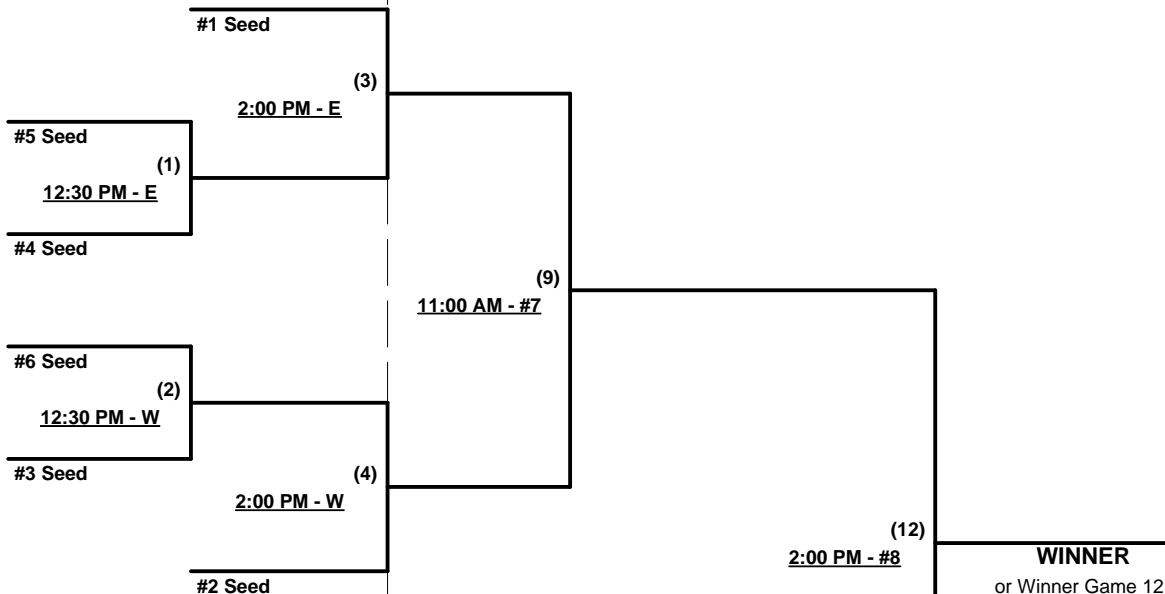 #1 Seed
(3)
2:00 PM - E
#5 Seed
(1)
12:30 PM - E
#4 Seed
(9)
11:00 AM - #7
#6 Seed
(2)
12:30 PM - W
#3 Seed
(4)
2:00 PM - W
(12)
2:00 PM - #8
WINNER
#2 Seed
or Winner Game 12